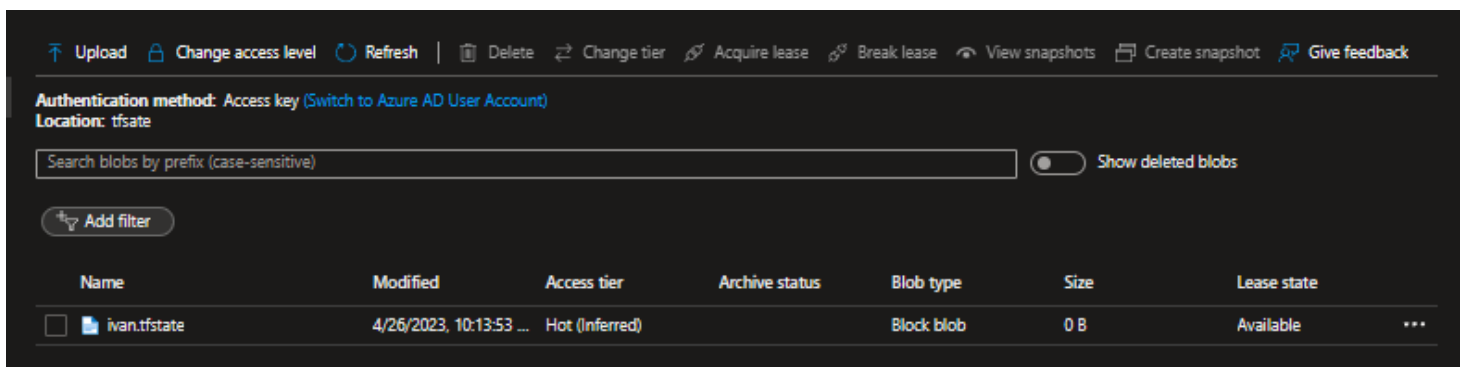 Upload Change access level Refresh Delete Change tier Acquire lease Break lease View snapshots Create snapshot Give feedback
Authentication method: Access key (Switch to Azure AD User Account)
Location: tfsate
Search blobs by prefix (case-sensitive) Show deleted blobs
Add filter
Name Modified Access tier Archive status Blob type Size Lease state
ivan.tfstate 4/26/2023, 10:13:53 ... Hot (Inferred) Block blob 0 B Available ...